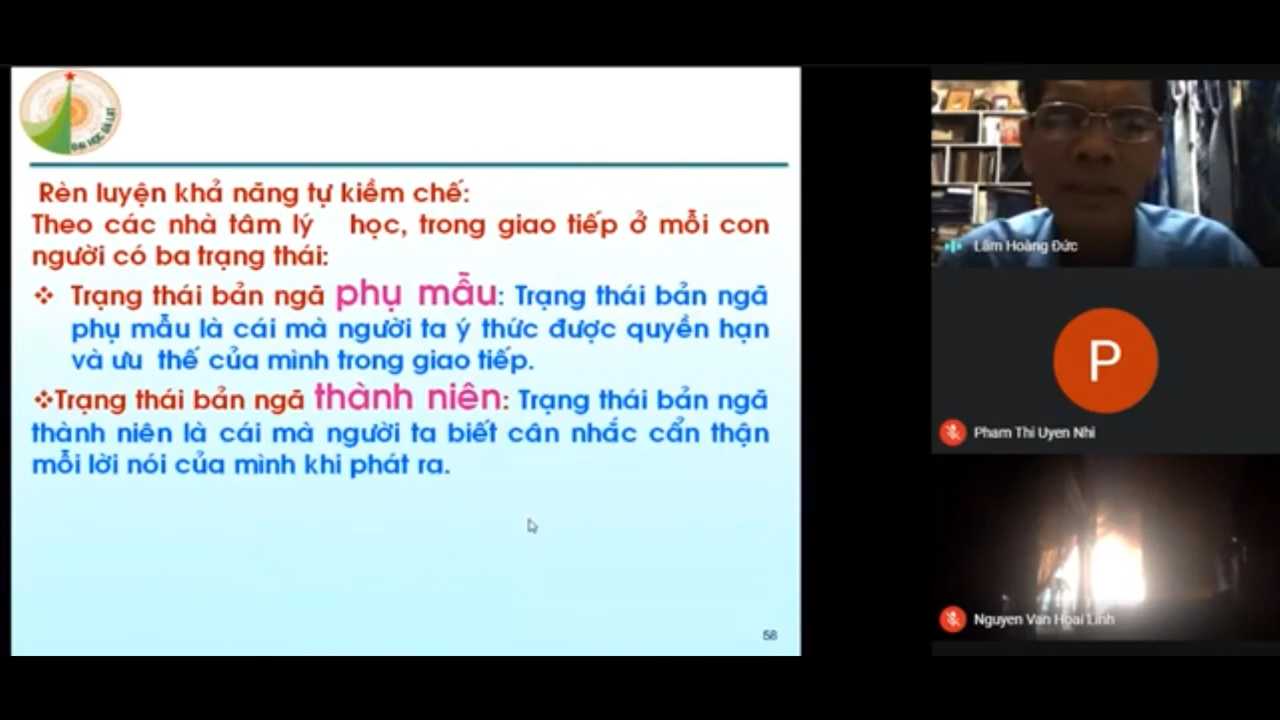 ĐẠI HỌC ĐÀ LẠT
Rèn luyện khả năng tự kiềm chế:
Theo các nhà tâm lý học, trong giao tiếp ở mỗi con
người có ba trạng thái:
❖ Trạng thái bản ngã phụ mẫu: Trạng thái bản ngã
phụ mẫu là cái mà người ta ý thức được quyền hạn
và ưu thế của mình trong giao tiếp.
❖Trạng thái bản ngã thành niên: Trạng thái bản ngã
thành niên là cái mà người ta biết cân nhắc cẩn thận
mỗi lời nói của mình khi phát ra.
58
Lâm Hoàng Đức
P
Pham Thi Uyen Nhi
Nguyen Van Hoai Linh